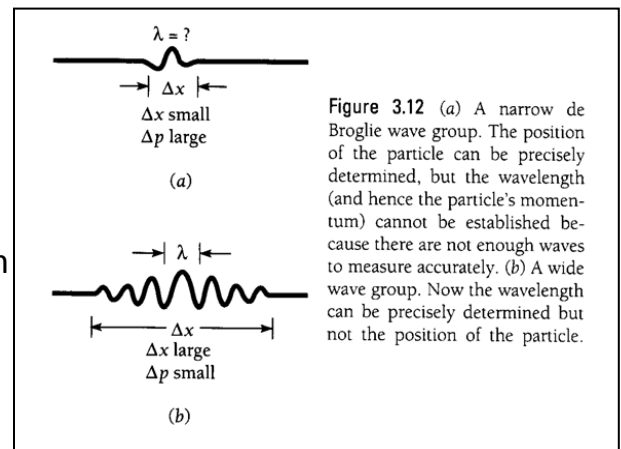 λ = ?
Δx
Δx small
Δp large
(a)
n
λ
Δx
Δx large
Δp small
(b)
Figure 3.12 (a) A narrow de
Broglie wave group. The position
of the particle can be precisely
determined, but the wavelength
(and hence the particle's momen-
tum) cannot be established be-
cause there are not enough waves
to measure accurately. (b) A wide
wave group. Now the wavelength
can be precisely determined but
not the position of the particle.